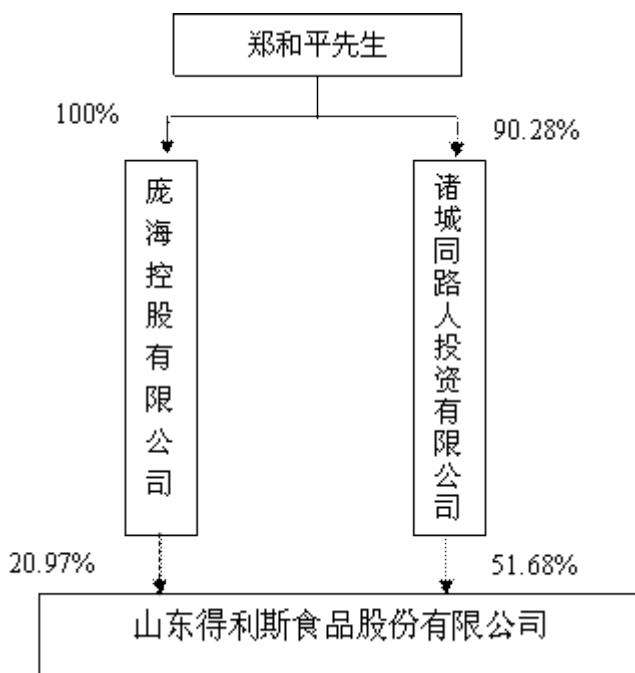 郑和平先生
100%
90.28%
庞海控股有限公司
诸城同路人投资有限公司
20.97%
51.68%
山东得利斯食品股份有限公司